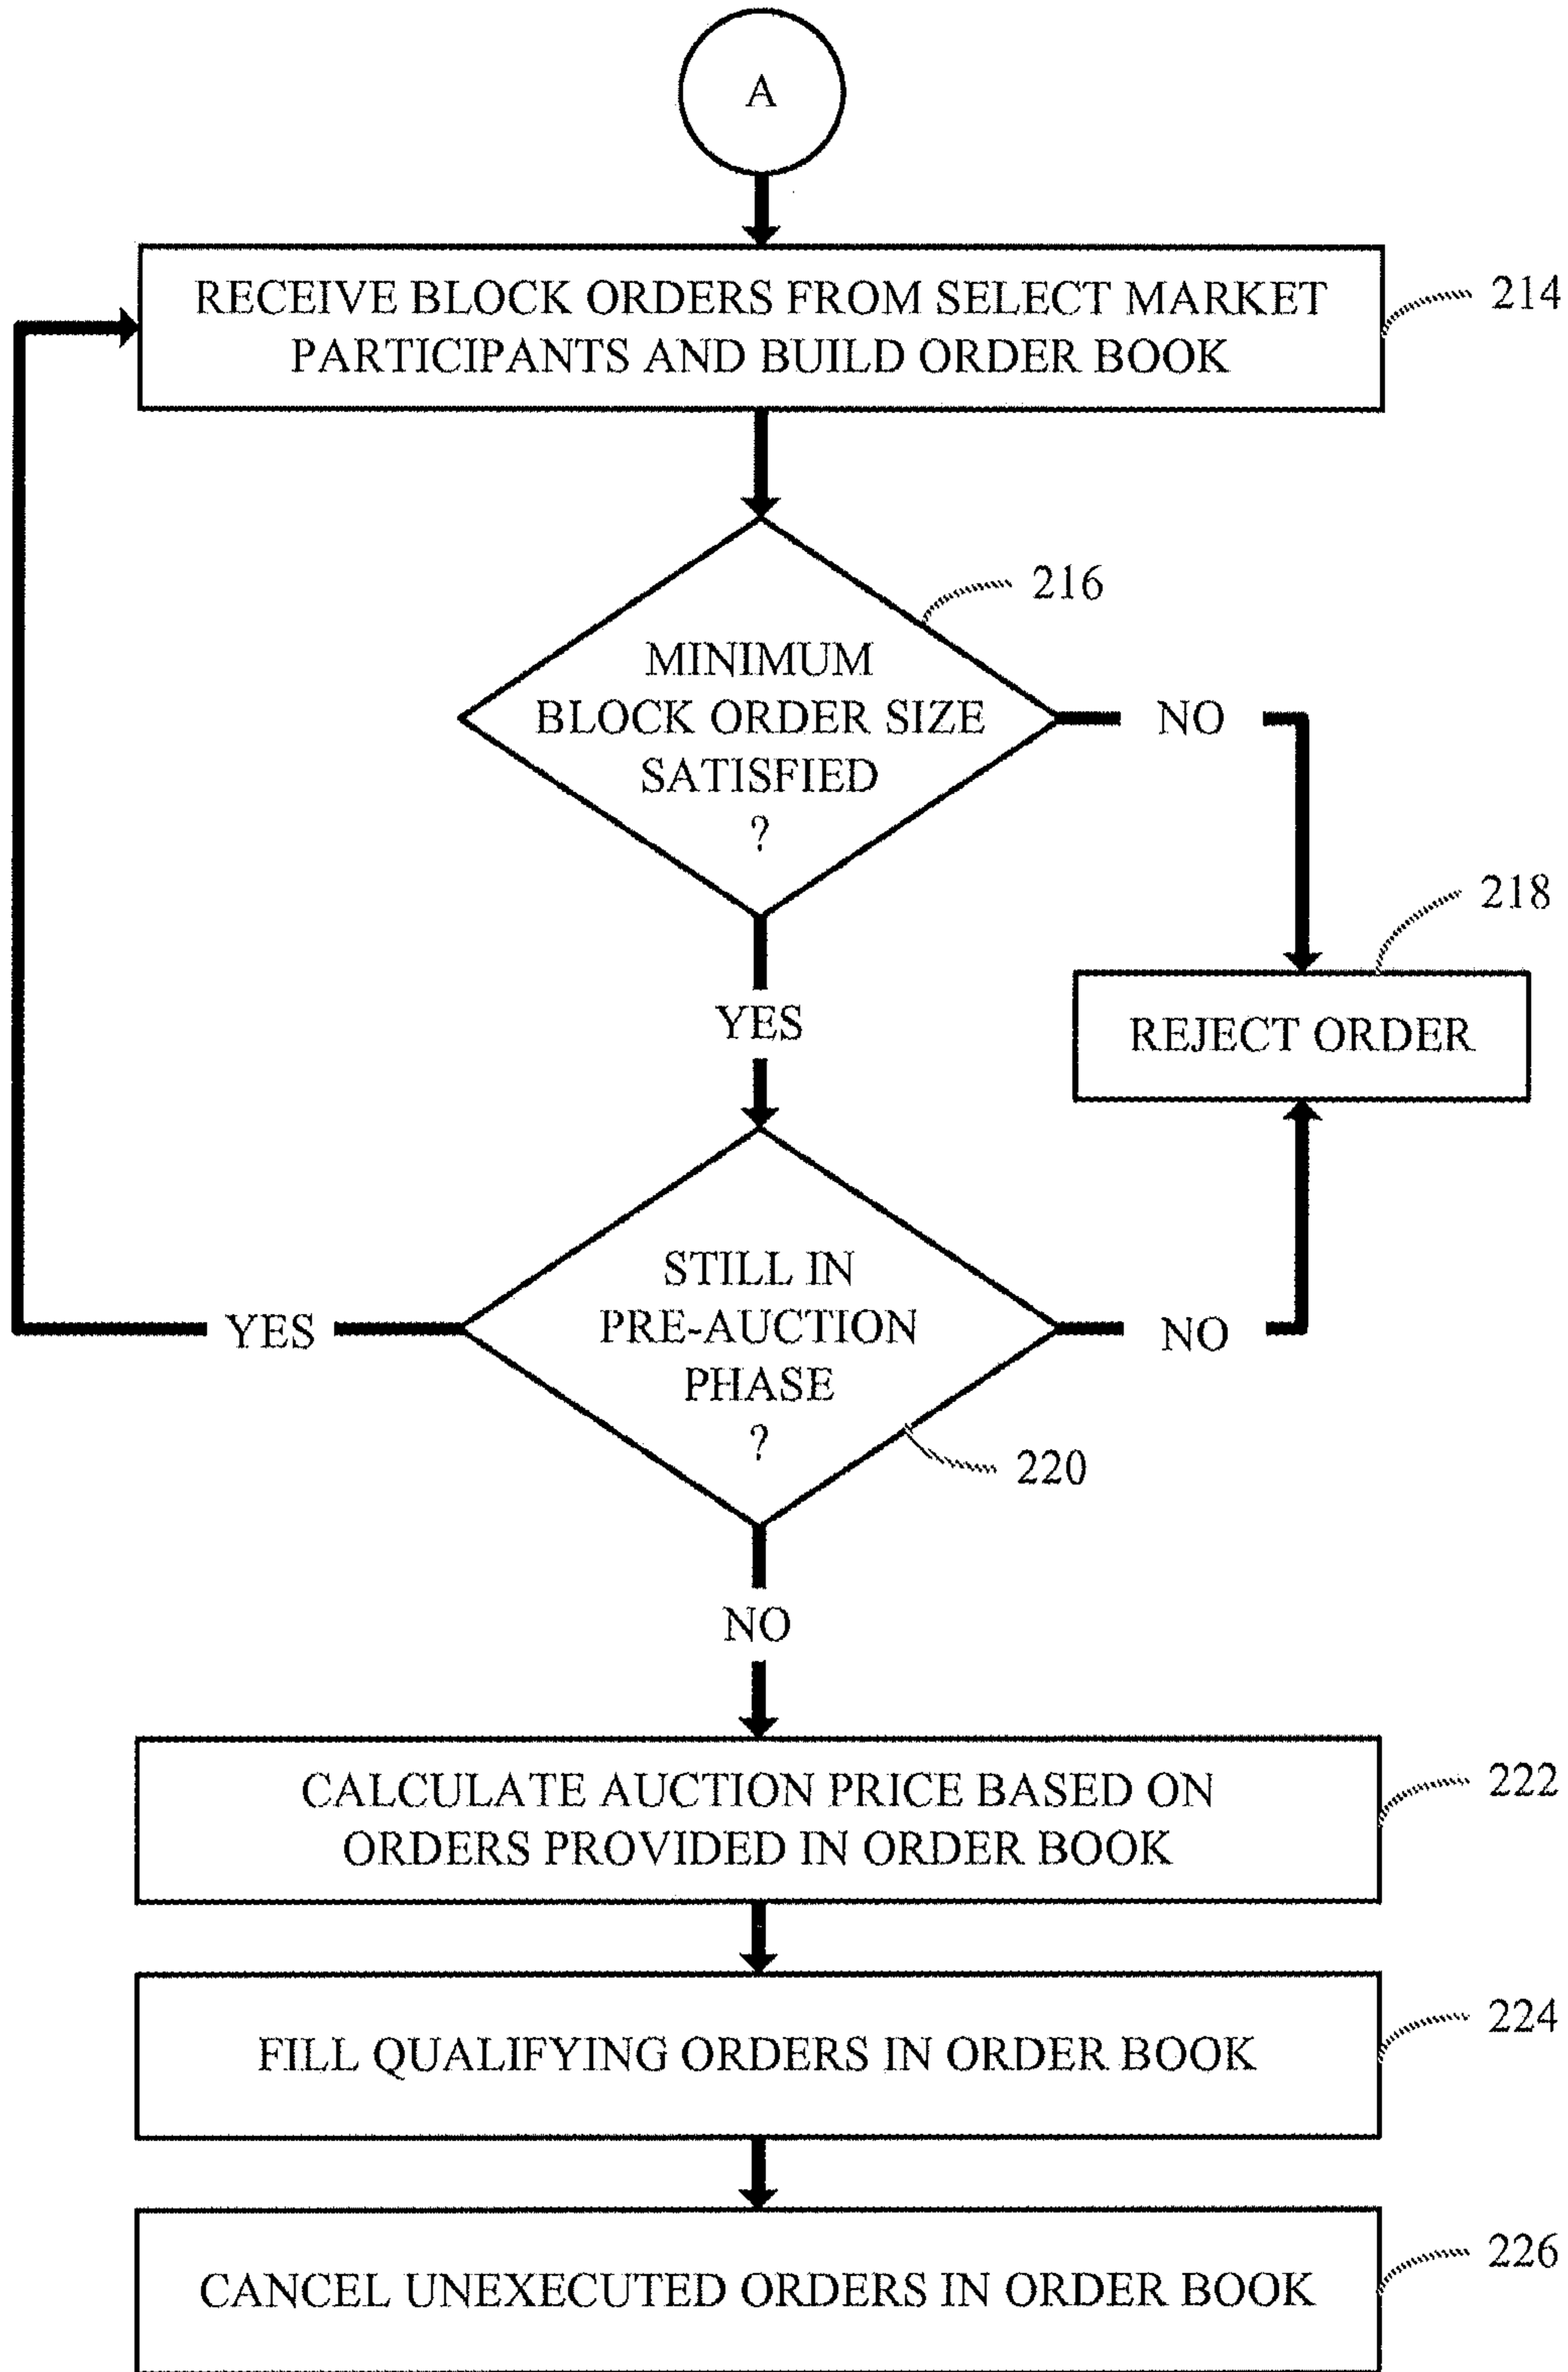 A
RECEIVE BLOCK ORDERS FROM SELECT MARKET
PARTICIPANTS AND BUILD ORDER BOOK
214
216
MINIMUM
BLOCK ORDER SIZE
SATISFIED
?
NO
218
REJECT ORDER
YES
STILL IN
PRE-AUCTION
PHASE
?
YES
NO
220
NO
CALCULATE AUCTION PRICE BASED ON
ORDERS PROVIDED IN ORDER BOOK
222
FILL QUALIFYING ORDERS IN ORDER BOOK
224
CANCEL UNEXECUTED ORDERS IN ORDER BOOK
226